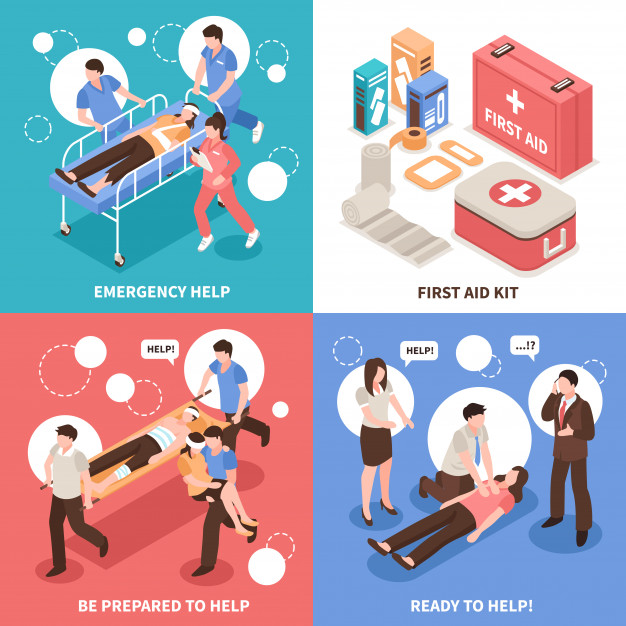 FIRST AID
EMERGENCY HELP
FIRST AID KIT
HELP!
BE PREPARED TO HELP
HELP!
...!?
READY TO HELP!